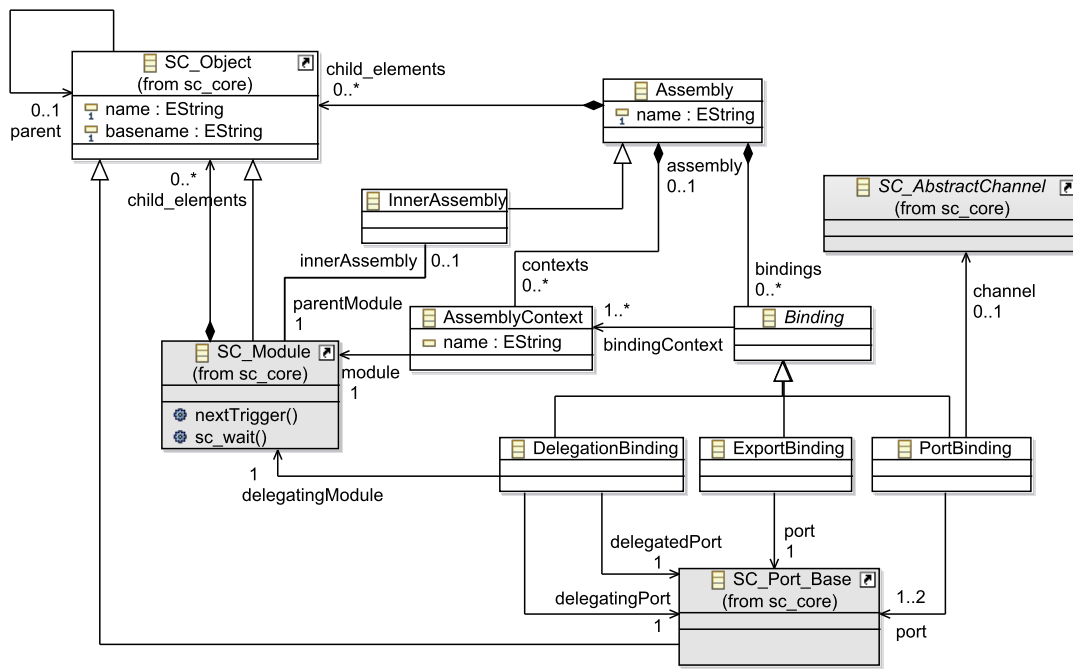 SC_Object
(from sc_core)
name : EString
1
basename : EString
1
0..1
parent
child_elements
0..*
Assembly
name : EString
1
assembly
0..1
0..*
child_elements
InnerAssembly
SC_AbstractChannel
(from sc_core)
innerAssembly
0..1
contexts
0..*
bindings
0..*
channel
0..1
parentModule
1
AssemblyContext
name : EString
1..*
bindingContext
Binding
SC_Module
(from sc_core)
nextTrigger()
sc_wait()
module
1
DelegationBinding
ExportBinding
PortBinding
1
delegatingModule
delegatedPort
1
port
1
SC_Port_Base
(from sc_core)
delegatingPort
1
1..2
port